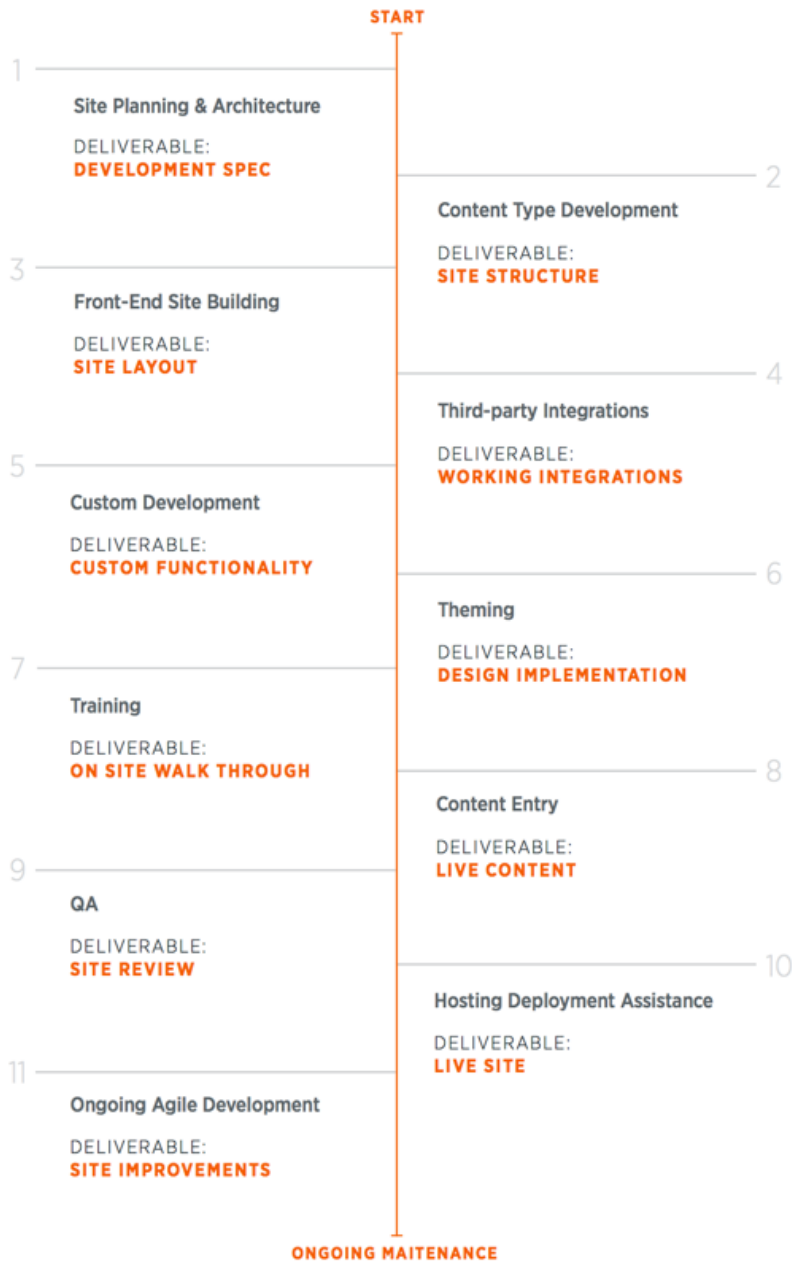 START
1
Site Planning & Architecture
DELIVERABLE:
DEVELOPMENT SPEC
2
Content Type Development
DELIVERABLE:
SITE STRUCTURE
3
Front-End Site Building
DELIVERABLE:
SITE LAYOUT
4
Third-party Integrations
DELIVERABLE:
WORKING INTEGRATIONS
5
Custom Development
DELIVERABLE:
CUSTOM FUNCTIONALITY
6
Theming
DELIVERABLE:
DESIGN IMPLEMENTATION
7
Training
DELIVERABLE:
ON SITE WALK THROUGH
8
Content Entry
DELIVERABLE:
LIVE CONTENT
9
QA
DELIVERABLE:
SITE REVIEW
10
Hosting Deployment Assistance
DELIVERABLE:
LIVE SITE
11
Ongoing Agile Development
DELIVERABLE:
SITE IMPROVEMENTS
ONGOING MAITENANCE